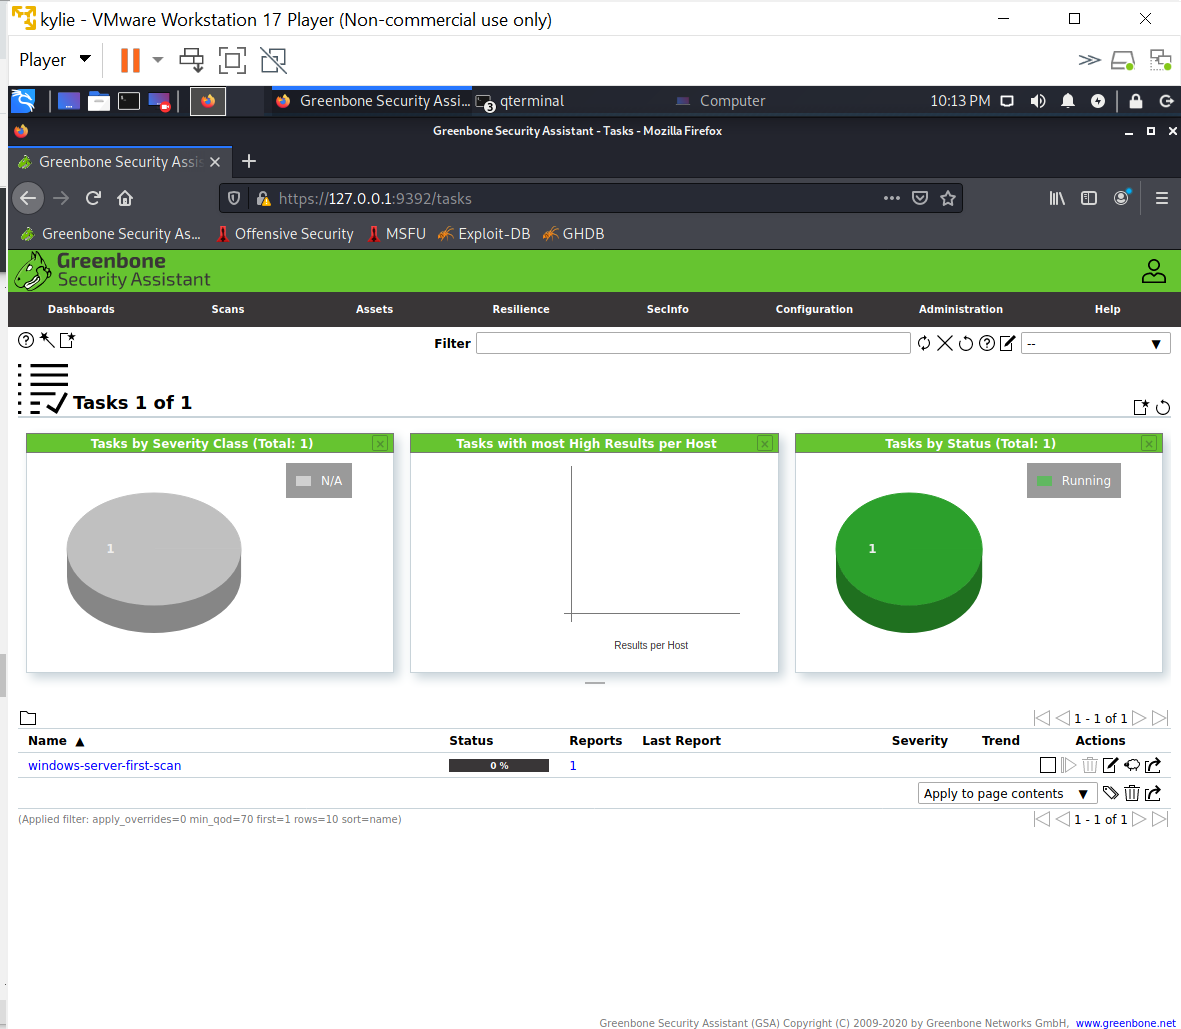 kylie - VMware Workstation 17 Player (Non-commercial use only)
Player
Greenbone Security Assi... 3 qterminal Computer 10:13 PM
Greenbone Security Assistant - Tasks - Mozilla Firefox
Greenbone Security Assis
https://127.0.0.1:9392/tasks
Greenbone Security As... Offensive Security MSFU Exploit-DB GHDB
Greenbone
Security Assistant
Dashboards Scans Assets Resilience SecInfo Configuration Administration Help
Filter --
Tasks 1 of 1
Tasks by Severity Class (Total: 1) Tasks with most High Results per Host Tasks by Status (Total: 1)
N/A Running
1 1
Results per Host
1 - 1 of 1
Name ▲ Status Reports Last Report Severity Trend Actions
windows-server-first-scan 0 % 1
Apply to page contents ▼
(Applied filter: apply_overrides=0 min_qod=70 first=1 rows=10 sort=name) 1 - 1 of 1
Greenbone Security Assistant (GSA) Copyright (C) 2009-2020 by Greenbone Networks GmbH, www.greenbone.net